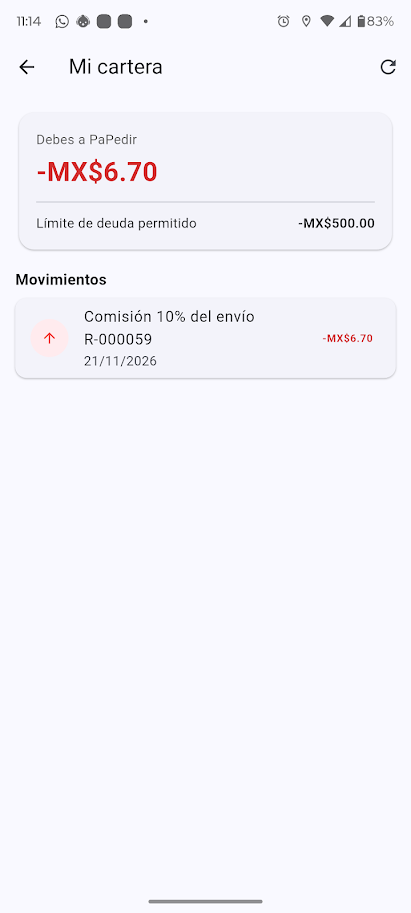 11:14
83%
Mi cartera
Debes a PaPedir
-MX$6.70
Límite de deuda permitido
-MX$500.00
Movimientos
Comisión 10% del envío
R-000059
-MX$6.70
21/11/2026